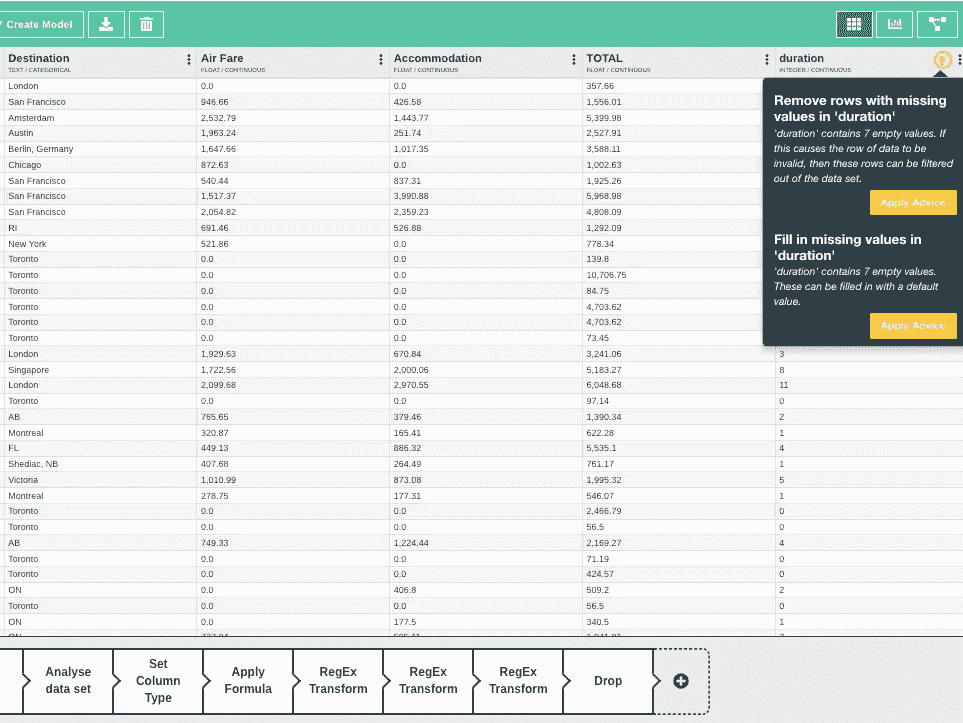 Create Model
Destination Air Fare Accommodation TOTAL duration
TEXT / CATEGORICAL FLOAT / CONTINUOUS FLOAT / CONTINUOUS FLOAT / CONTINUOUS INTEGER / CONTINUOUS
London 0.0 0.0 357.66
San Francisco 946.66 426.58 1,556.01
Amsterdam 2,532.79 1,443.77 5,399.98
Austin 1,963.24 251.74 2,527.91
Berlin, Germany 1,647.66 1,017.35 3,588.11
Chicago 872.63 0.0 1,002.63
San Francisco 540.44 837.31 1,925.26
San Francisco 1,517.37 3,990.88 5,968.98
San Francisco 2,054.82 2,359.23 4,808.09
RI 691.46 526.88 1,292.09
New York 521.86 0.0 778.34
Toronto 0.0 0.0 139.8
Toronto 0.0 0.0 10,706.75
Toronto 0.0 0.0 84.75
Toronto 0.0 0.0 4,703.62
Toronto 0.0 0.0 4,703.62
Toronto 0.0 0.0 73.45
London 1,929.63 670.84 3,241.06 3
Singapore 1,722.56 2,000.06 5,183.27 8
London 2,099.68 2,970.55 6,048.68 11
Toronto 0.0 0.0 97.14 0
AB 765.65 379.46 1,390.34 2
Montreal 320.87 165.41 622.28 1
FL 449.13 886.32 5,535.1 4
Shediac, NB 407.68 264.49 761.17 1
Victoria 1,010.99 873.08 1,995.32 5
Montreal 278.75 177.31 546.07 1
Toronto 0.0 0.0 2,466.79 0
Toronto 0.0 0.0 56.5 0
AB 749.33 1,224.44 2,169.27 4
Toronto 0.0 0.0 71.19 0
Toronto 0.0 0.0 424.57 0
ON 0.0 406.8 509.2 2
Toronto 0.0 0.0 56.5 0
ON 0.0 177.5 340.5 1
Remove rows with missing
values in 'duration'
'duration' contains 7 empty values. If
this causes the row of data to be
invalid, then these rows can be filtered
out of the data set.
Apply Advice
Fill in missing values in
'duration'
'duration' contains 7 empty values.
These can be filled in with a default
value.
Apply Advice
Analyse
data set
Set
Column
Type
Apply
Formula
RegEx
Transform
RegEx
Transform
RegEx
Transform
Drop